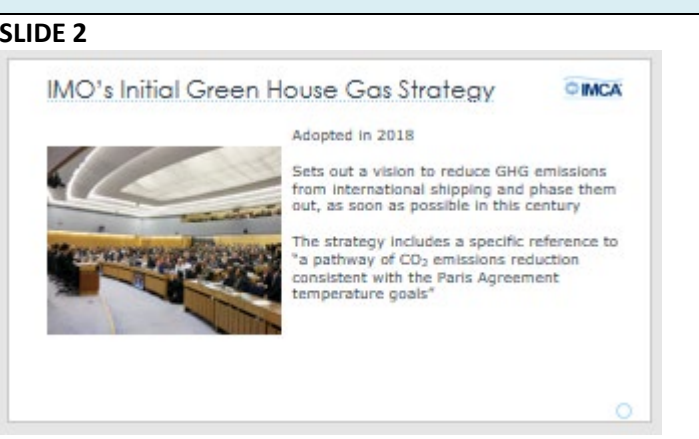 SLIDE 2
IMO's Initial Green House Gas Strategy
IMCA
Adopted in 2018
Sets out a vision to reduce GHG emissions
from international shipping and phase them
out, as soon as possible in this century
The strategy includes a specific reference to
"a pathway of CO₂ emissions reduction
consistent with the Paris Agreement
temperature goals"